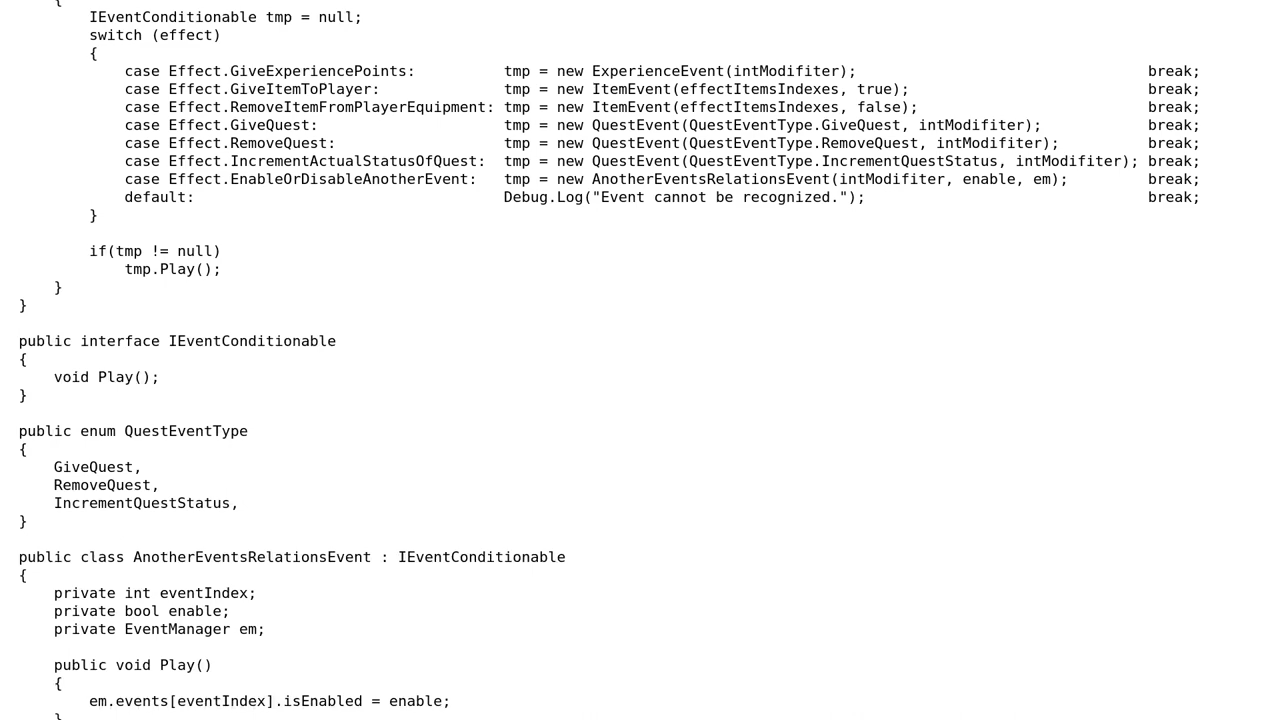 {
IEventConditionable tmp = null;
switch (effect)
{
case Effect.GiveExperiencePoints: tmp = new ExperienceEvent(intModifiter); break;
case Effect.GiveItemToPlayer: tmp = new ItemEvent(effectItemsIndexes, true); break;
case Effect.RemoveItemFromPlayerEquipment: tmp = new ItemEvent(effectItemsIndexes, false); break;
case Effect.GiveQuest: tmp = new QuestEvent(QuestEventType.GiveQuest, intModifiter); break;
case Effect.RemoveQuest: tmp = new QuestEvent(QuestEventType.RemoveQuest, intModifiter); break;
case Effect.IncrementActualStatusOfQuest: tmp = new QuestEvent(QuestEventType.IncrementQuestStatus, intModifiter); break;
case Effect.EnableOrDisableAnotherEvent: tmp = new AnotherEventsRelationsEvent(intModifiter, enable, em); break;
default: Debug.Log("Event cannot be recognized."); break;
}
if(tmp != null)
tmp.Play();
}
}
public interface IEventConditionable
{
void Play();
}
public enum QuestEventType
{
GiveQuest,
RemoveQuest,
IncrementQuestStatus,
}
public class AnotherEventsRelationsEvent : IEventConditionable
{
private int eventIndex;
private bool enable;
private EventManager em;
public void Play()
{
em.events[eventIndex].isEnabled = enable;
}